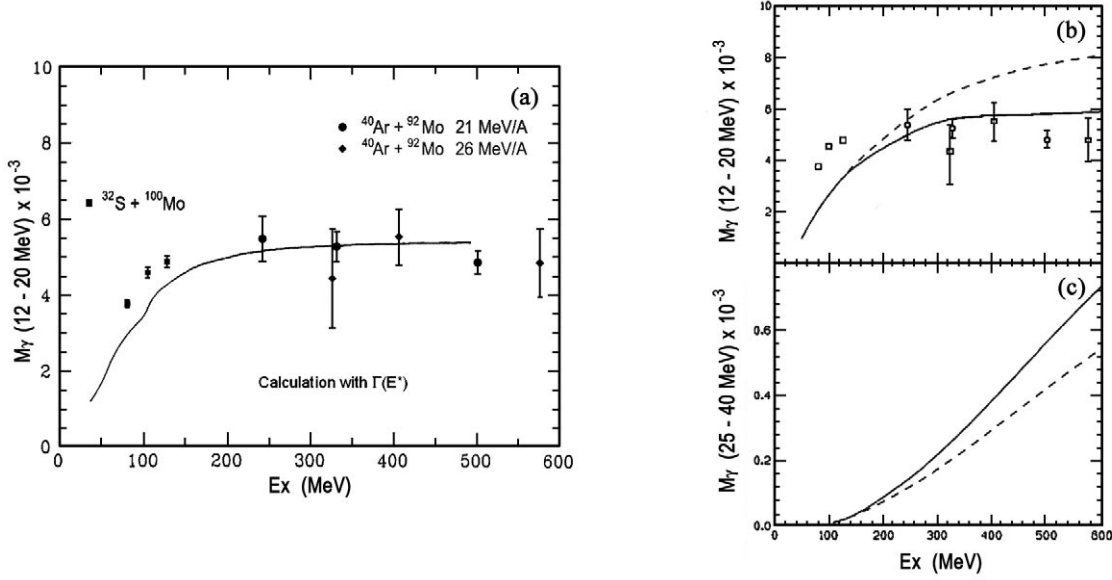 (a)
10
8
6
4
2
0
Mγ (12 - 20 MeV) x 10⁻³
⁴⁰Ar + ⁹²Mo 21 MeV/A
⁴⁰Ar + ⁹²Mo 26 MeV/A
³²S + ¹⁰⁰Mo
Calculation with Γ(E*)
0 100 200 300 400 500 600
Ex (MeV)
(b)
10
8
6
4
2
Mγ (12 - 20 MeV) x 10⁻³
(c)
0.6
0.4
0.2
0.0
Mγ (25 - 40 MeV) x 10⁻³
0 100 200 300 400 500 600
Ex (MeV)